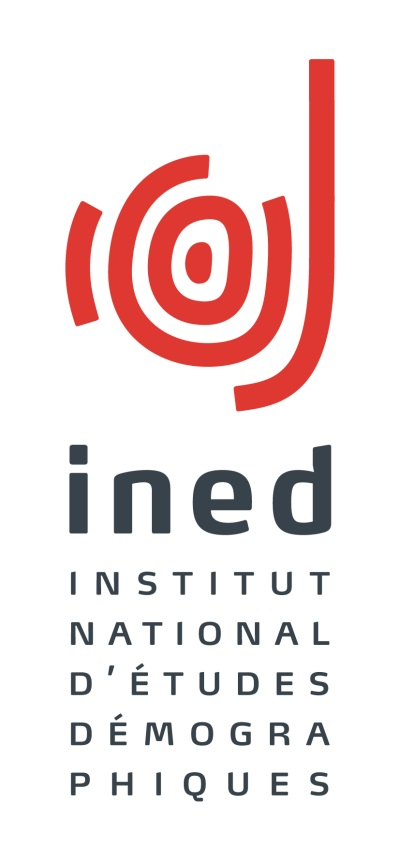 ined
INSTITUT
NATIONAL
D'ÉTUDES
DÉMOGRA
PHIQUES